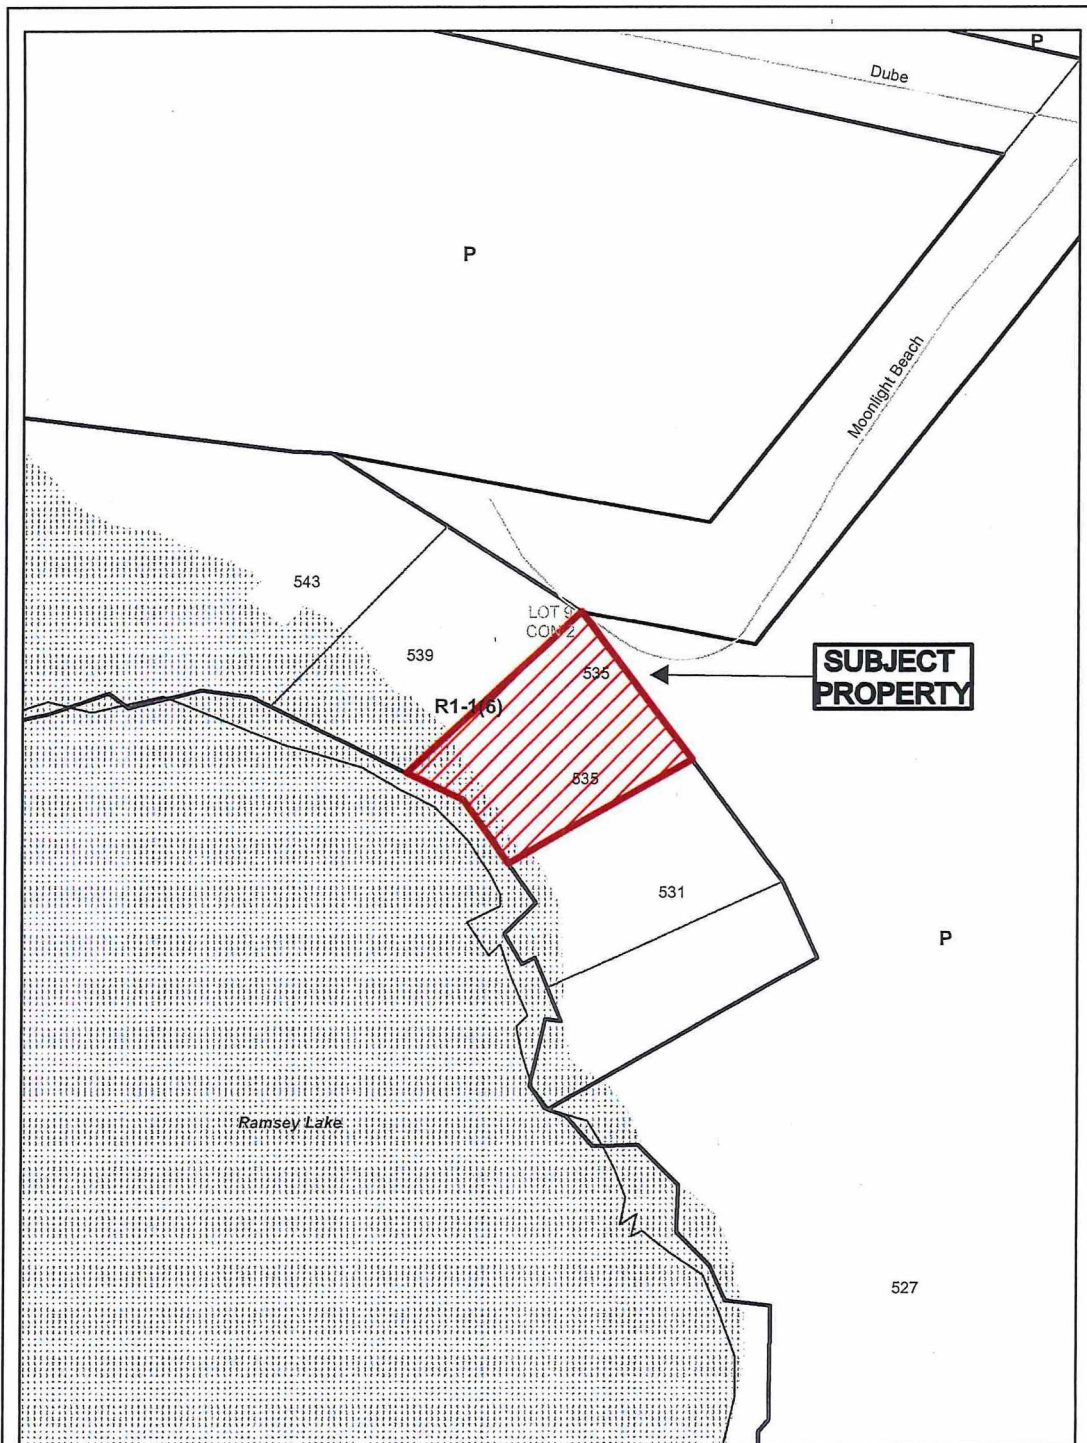 P
Dube
P
Moonlight Beach
543
LOT 9
CON 2
539
535
SUBJECT
PROPERTY
R1-1(6)
535
531
P
Ramsey Lake
527